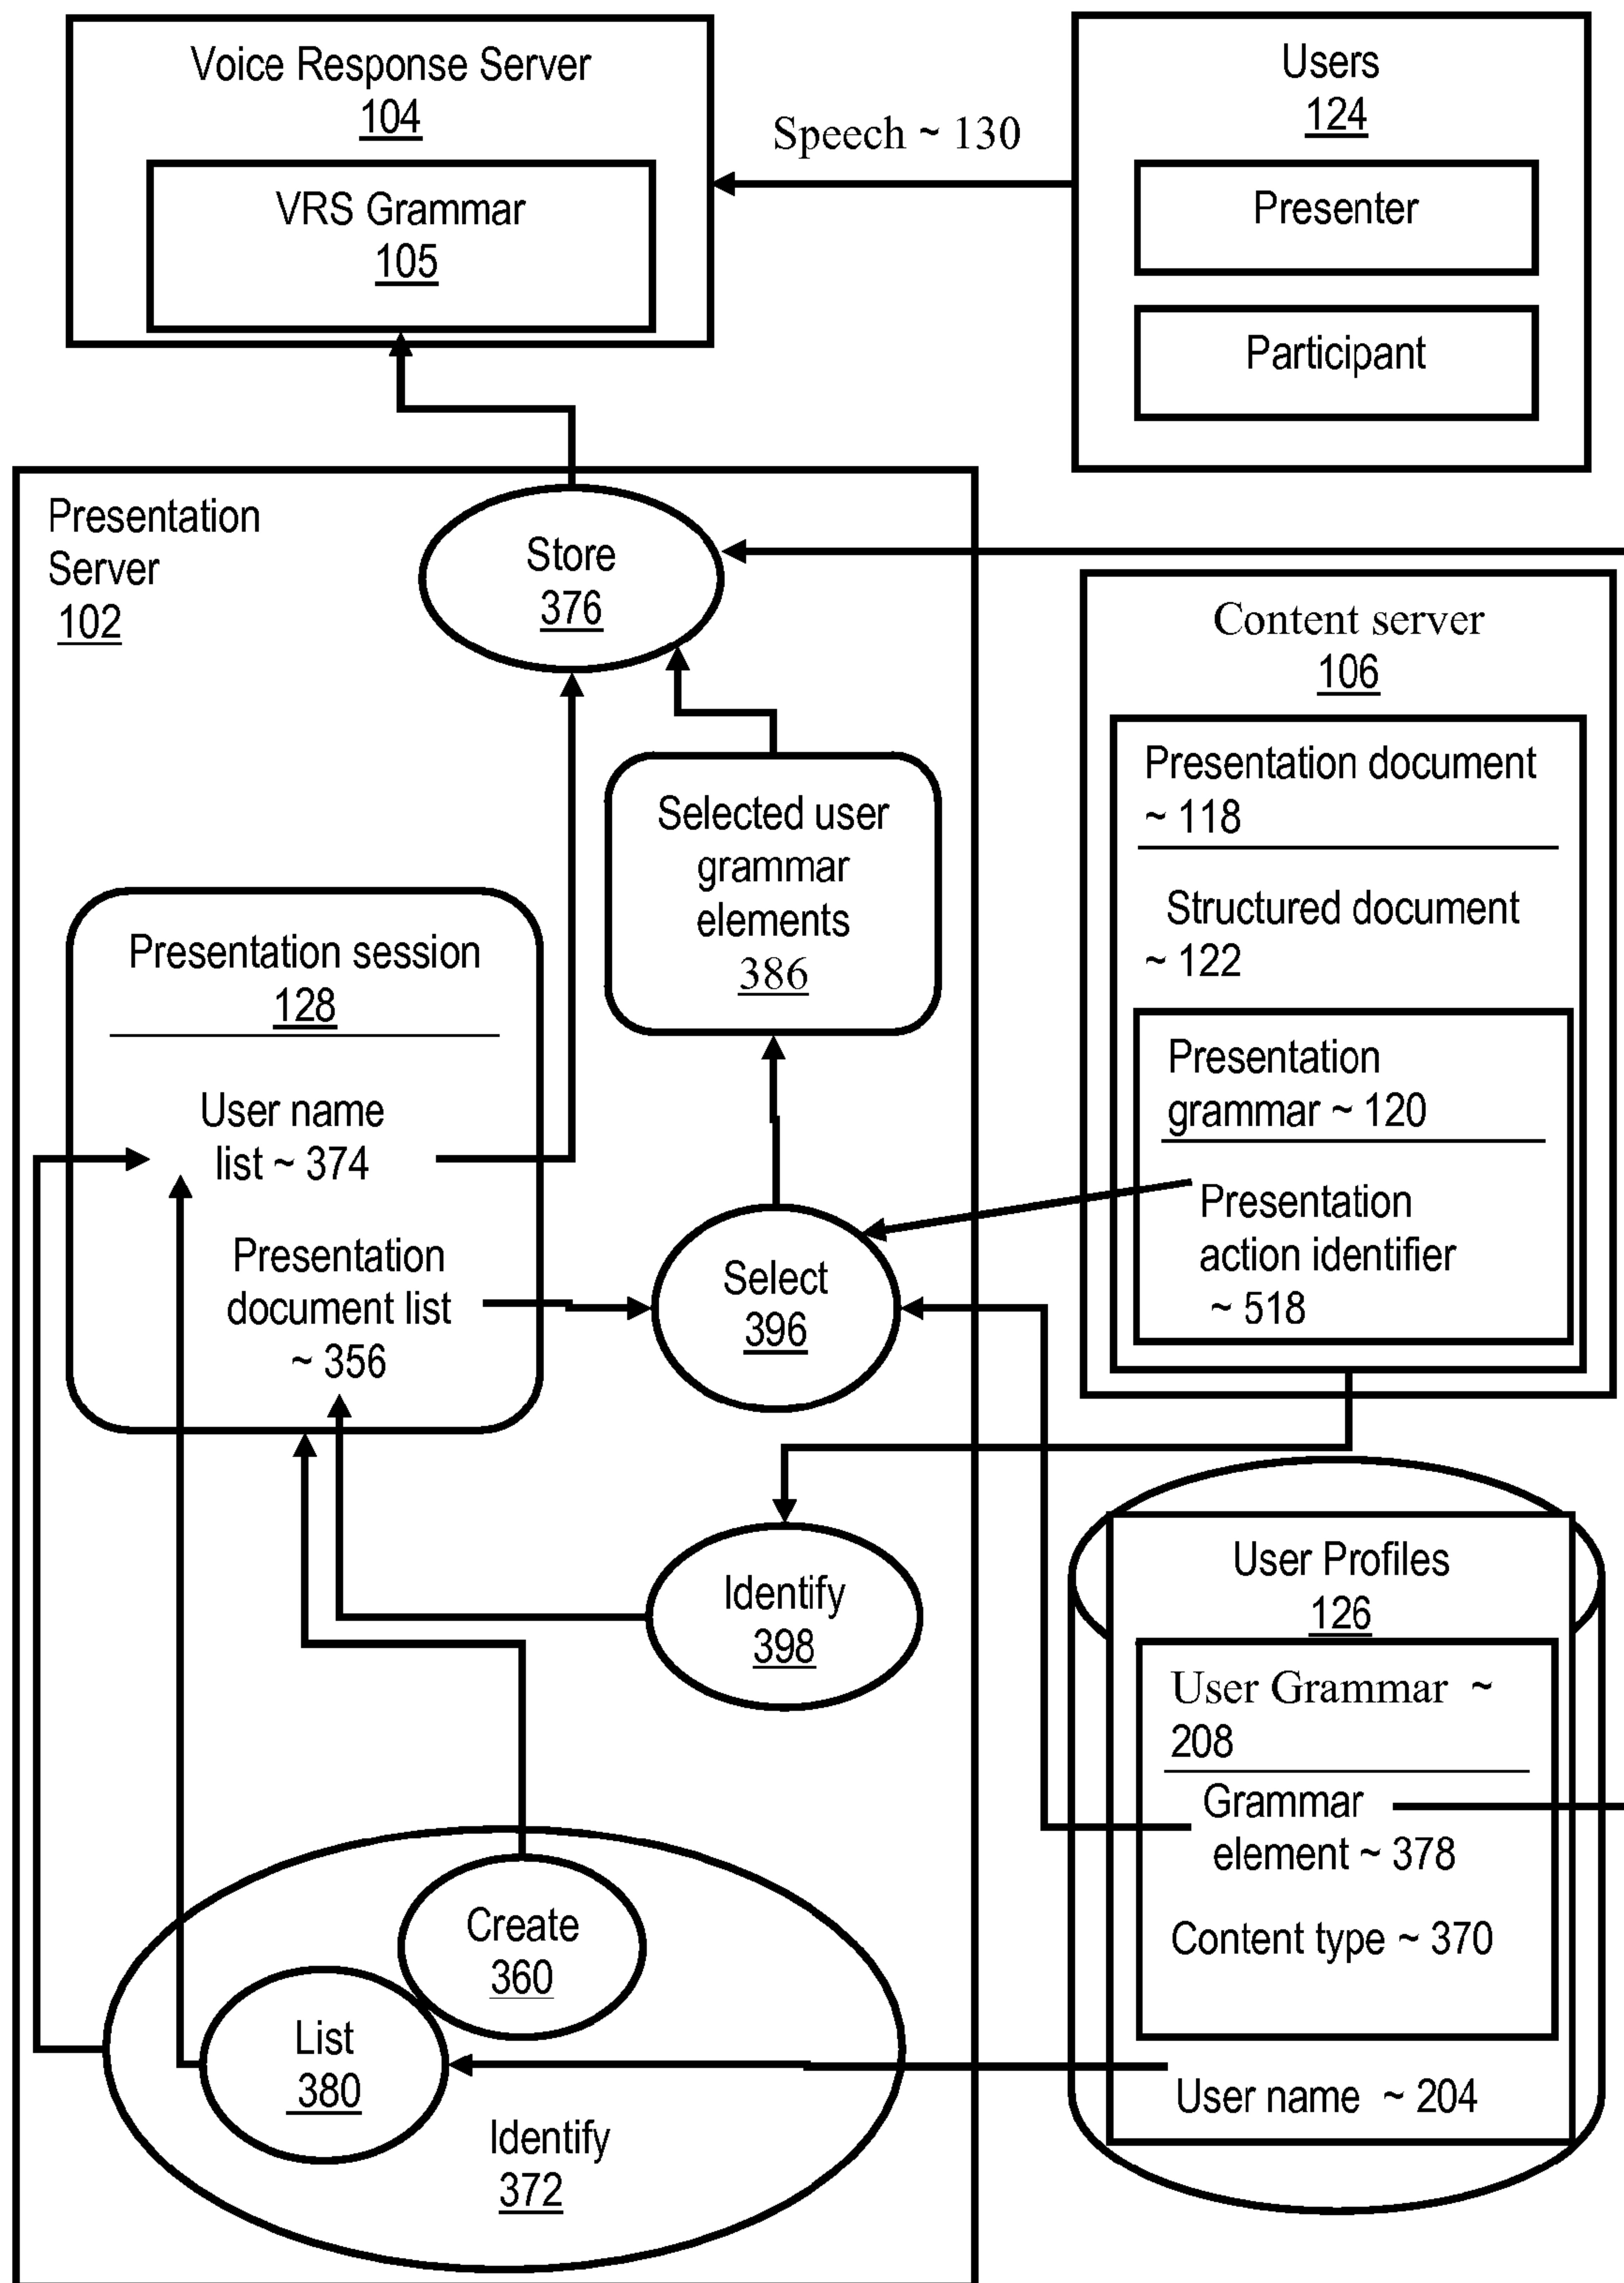 Voice Response Server
104
VRS Grammar
105
Speech ~ 130
Users
124
Presenter
Participant
Presentation
Server
102
Store
376
Selected user
grammar
elements
386
Presentation session
128
User name
list ~ 374
Presentation
document list
~ 356
Select
396
Identify
398
Create
360
List
380
Identify
372
Content server
106
Presentation document
~ 118
Structured document
~ 122
Presentation
grammar ~ 120
Presentation
action identifier
~ 518
User Profiles
126
User Grammar ~
208
Grammar
element ~ 378
Content type ~ 370
User name ~ 204